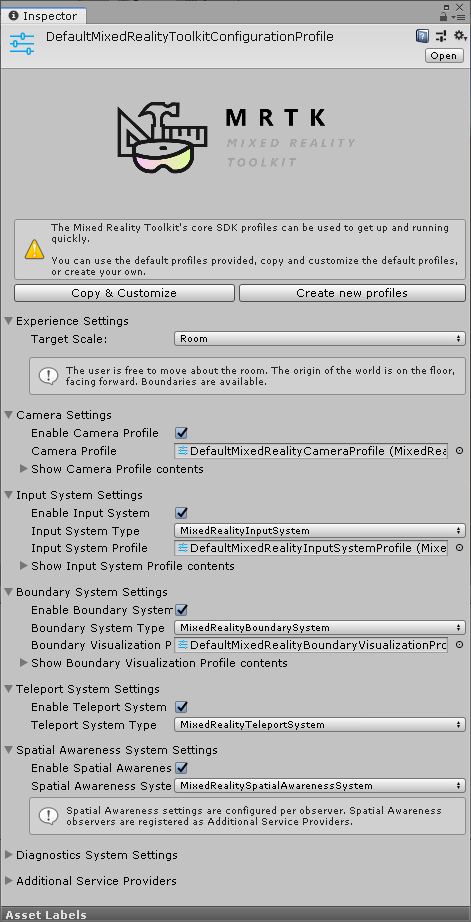 Inspector
DefaultMixedRealityToolkitConfigurationProfile
Open
MRTK
MIXED REALITY
TOOLKIT
The Mixed Reality Toolkit's core SDK profiles can be used to get up and running
quickly.
You can use the default profiles provided, copy and customize the default profiles,
or create your own.
Copy & Customize
Create new profiles
Experience Settings
Target Scale: Room
The user is free to move about the room. The origin of the world is on the floor,
facing forward. Boundaries are available.
Camera Settings
Enable Camera Profile
Camera Profile DefaultMixedRealityCameraProfile (MixedRea
Show Camera Profile contents
Input System Settings
Enable Input System
Input System Type MixedRealityInputSystem
Input System Profile DefaultMixedRealityInputSystemProfile (Mixe
Show Input System Profile contents
Boundary System Settings
Enable Boundary System
Boundary System Type MixedRealityBoundarySystem
Boundary Visualization P DefaultMixedRealityBoundaryVisualizationPro
Show Boundary Visualization Profile contents
Teleport System Settings
Enable Teleport System
Teleport System Type MixedRealityTeleportSystem
Spatial Awareness System Settings
Enable Spatial Awarenes
Spatial Awareness Syste MixedRealitySpatialAwarenessSystem
Spatial Awareness settings are configured per observer. Spatial Awareness
observers are registered as Additional Service Providers.
Diagnostics System Settings
Additional Service Providers
Asset Labels